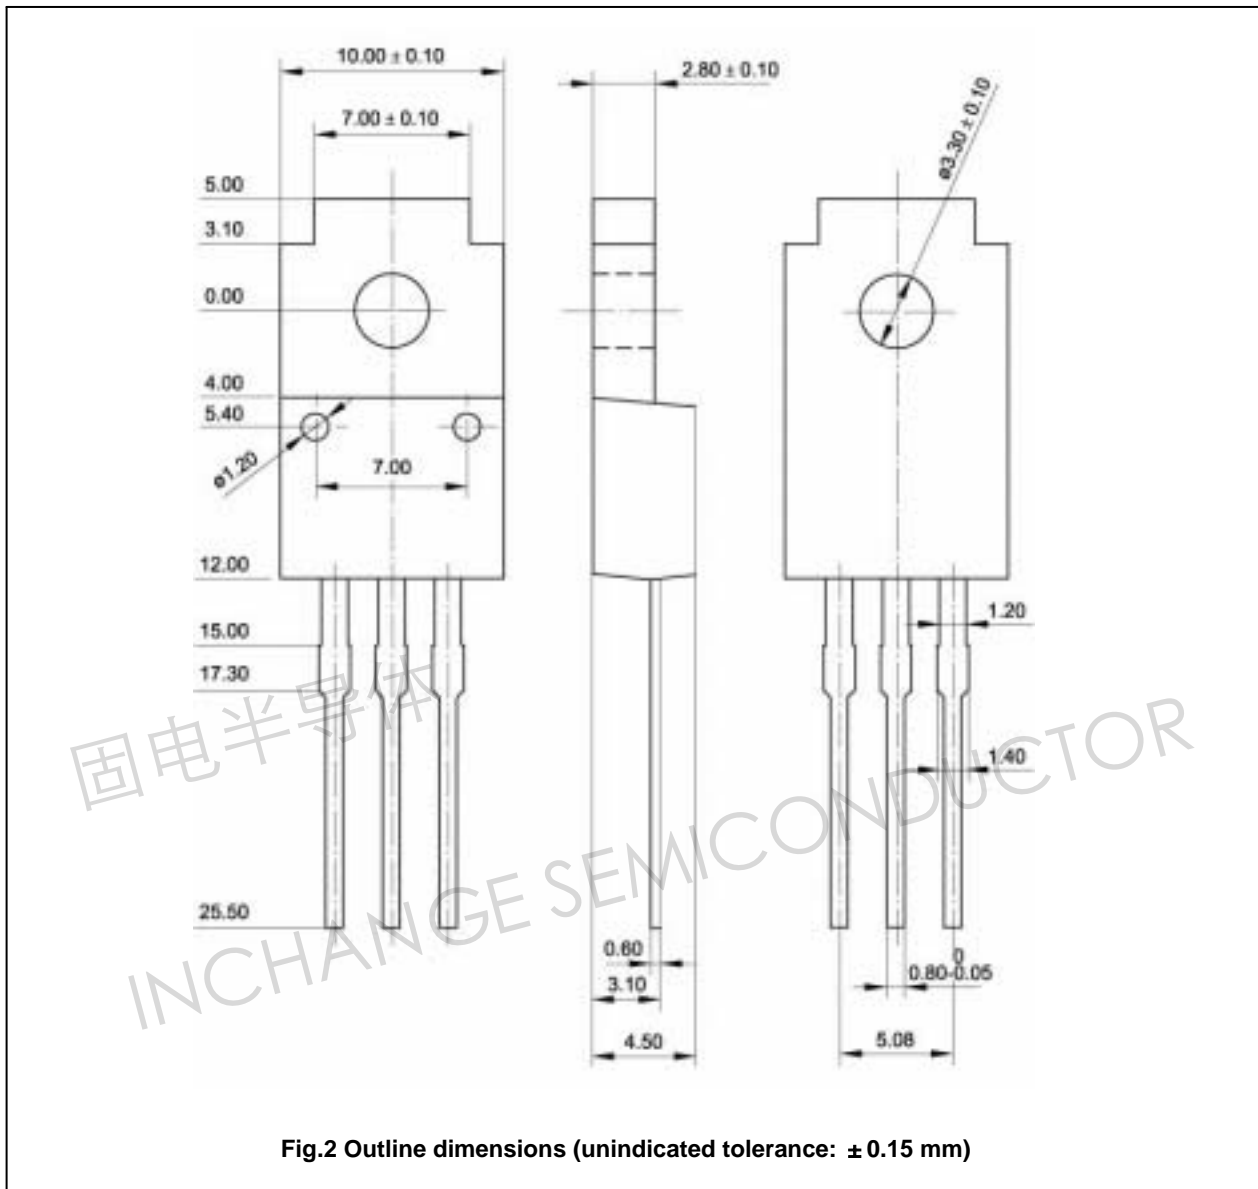 10.00 ± 0.10
2.80 ± 0.10
ø3.30 ± 0.10
7.00 ± 0.10
5.00
3.10
0.00
4.00
5.40
ø1.20
7.00
12.00
15.00
1.20
17.30
固电半导体
1.40
INCHANGE SEMICONDUCTOR
25.50
0.60
0
0.80-0.05
3.10
4.50
5.08
Fig.2 Outline dimensions (unindicated tolerance: ± 0.15 mm)